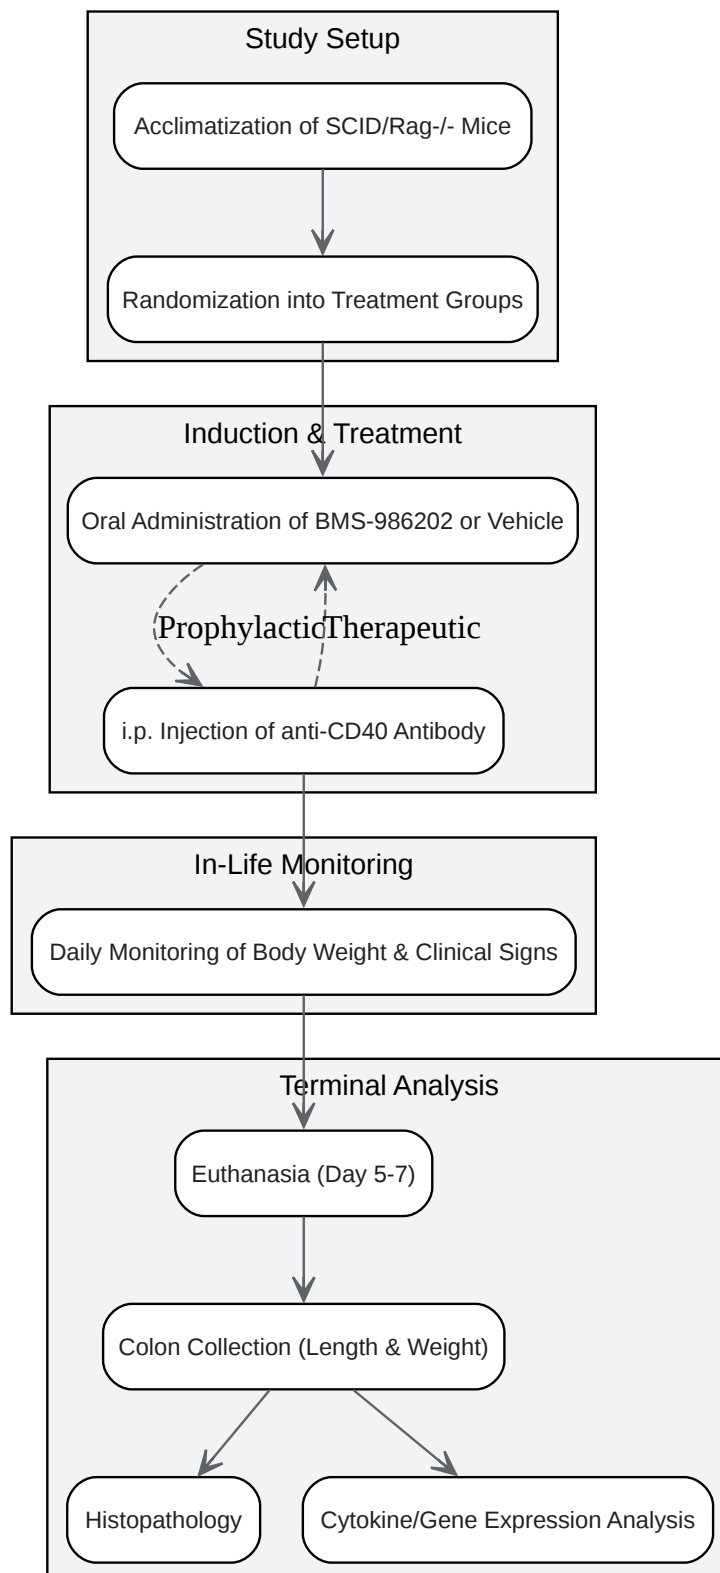 Study Setup
Acclimatization of SCID/Rag-/- Mice
Randomization into Treatment Groups
Induction & Treatment
Oral Administration of BMS-986202 or Vehicle
Prophylactic
Therapeutic
i.p. Injection of anti-CD40 Antibody
In-Life Monitoring
Daily Monitoring of Body Weight & Clinical Signs
Terminal Analysis
Euthanasia (Day 5-7)
Colon Collection (Length & Weight)
Histopathology
Cytokine/Gene Expression Analysis